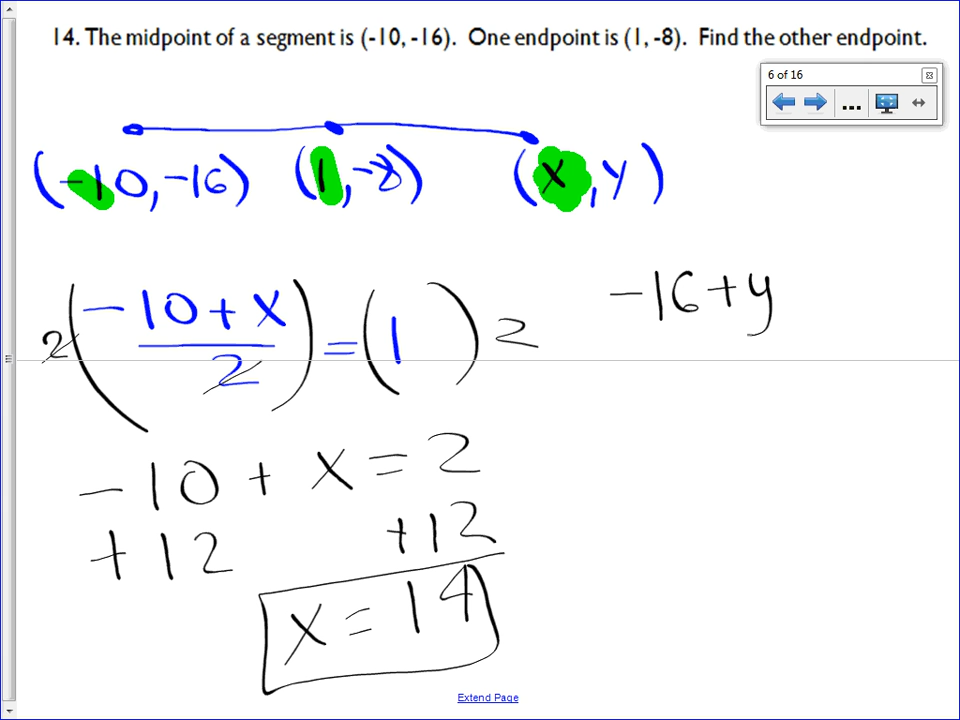 14. The midpoint of a segment is (-10, -16). One endpoint is (1, -8). Find the other endpoint.
6 of 16
(-10, -16) (1, -8) (x, y)
2(-10 + x / 2) = (1) 2
-16 + y
-10 + x = 2
+12 +12
x = 14
Extend Page